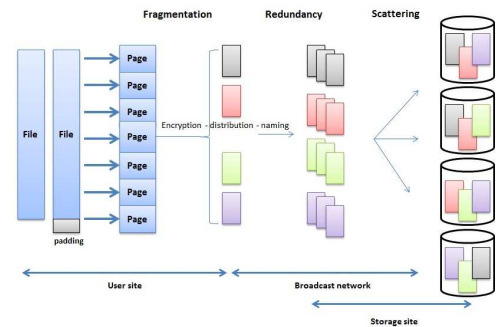 Fragmentation Redundancy Scattering
File
File
padding
Page
Page
Page
Page
Page
Page
Page
Encryption - distribution - naming
User site
Broadcast network
Storage site